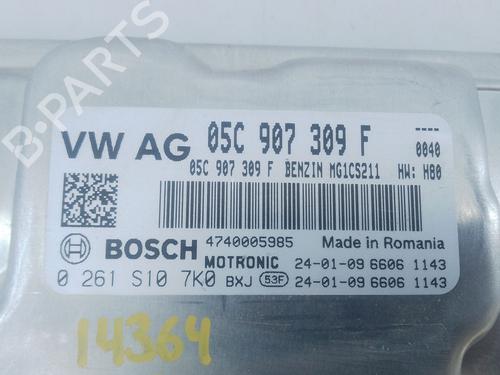 B-PARTS
VW AG 05C 907 309 F ----
0040
05C 907 309 F BENZIN MG1CS211 HW: H80
BOSCH 4740005985 Made in Romania
MOTRONIC 24-01-09 6606 1143
0 261 S10 7K0 BXJ 53F 24-01-09 6606 1143
14364